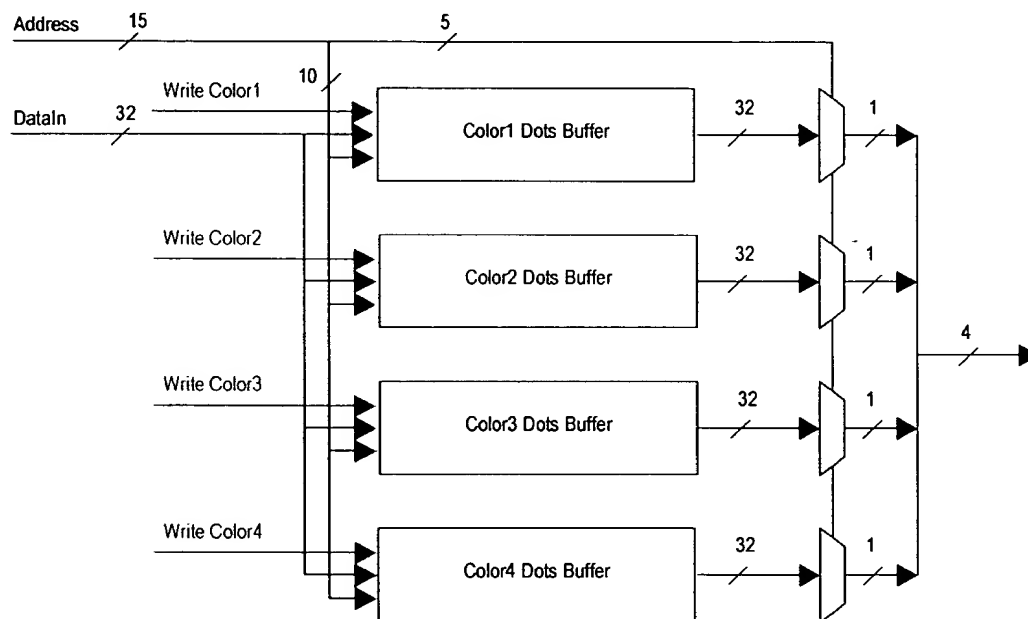 Address 15 5
10
Write Color1
DataIn 32
Color1 Dots Buffer
32 1
Write Color2
Color2 Dots Buffer
32 1
4
Write Color3
Color3 Dots Buffer
32 1
Write Color4
Color4 Dots Buffer
32 1